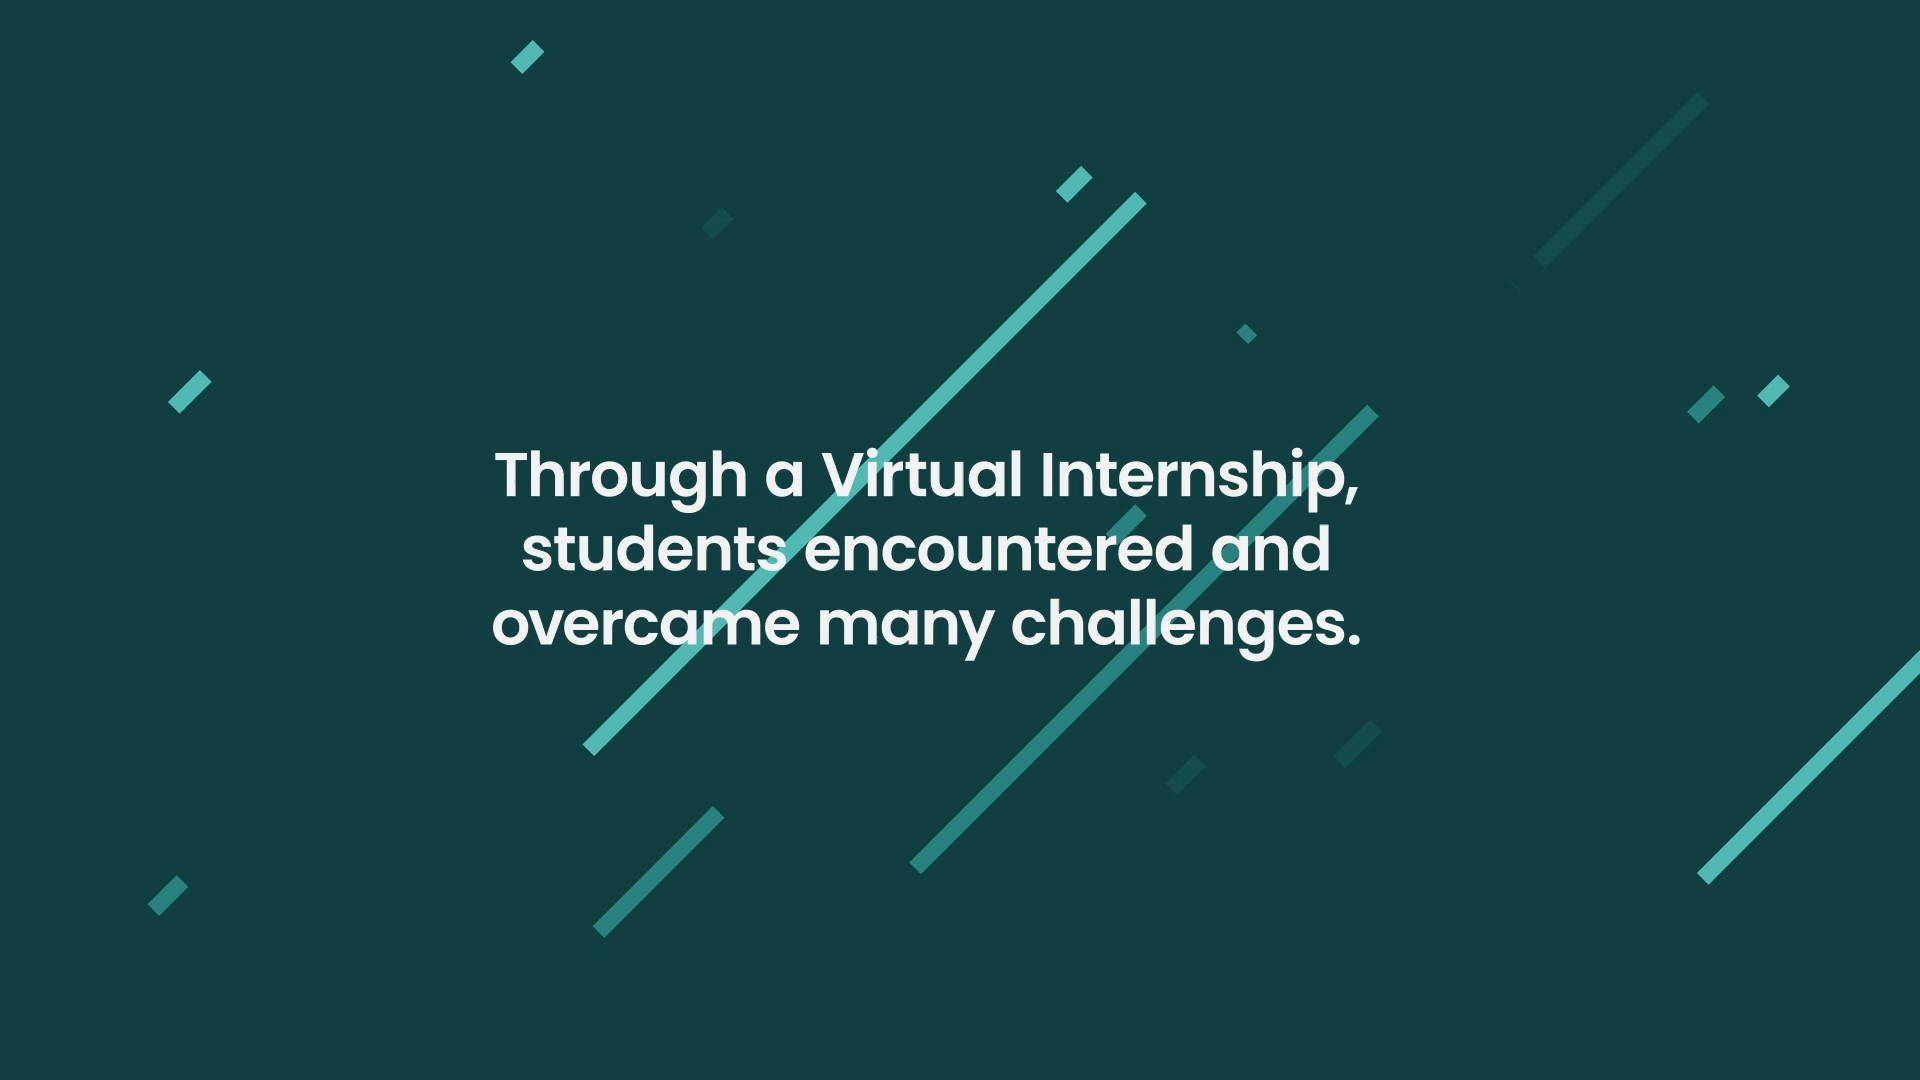 Through a Virtual Internship,
students encountered and
overcame many challenges.